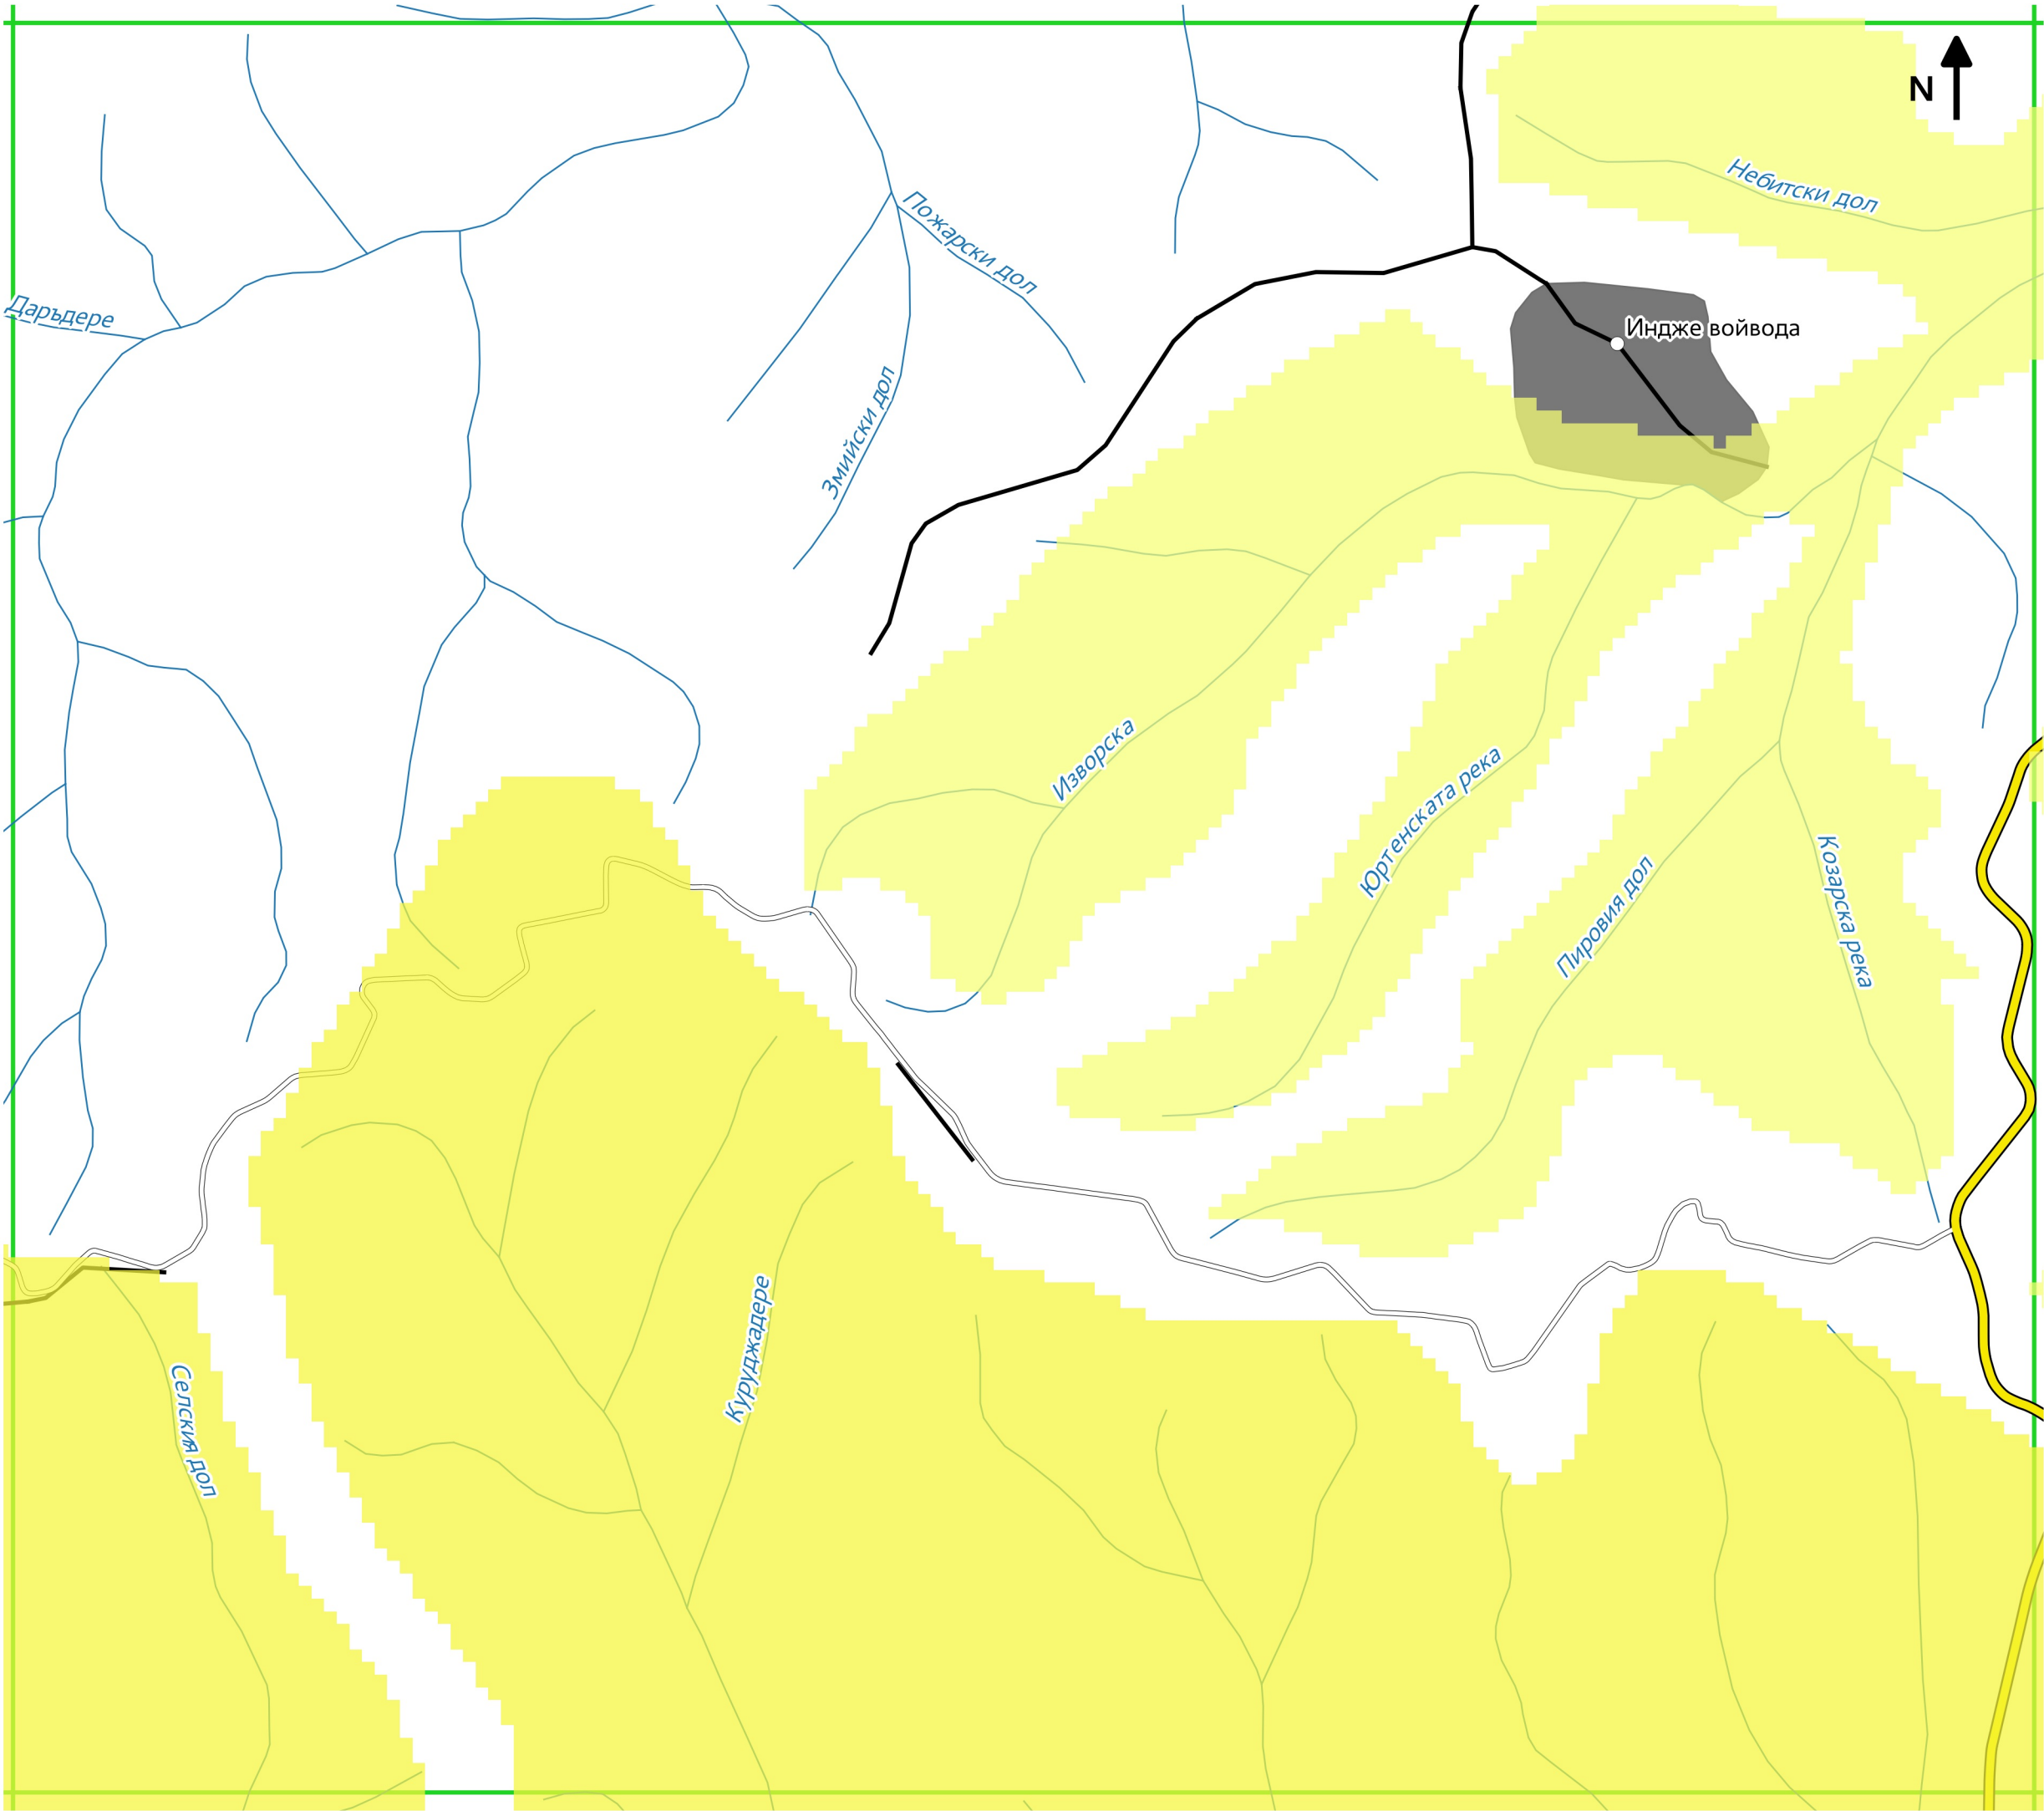 N
Небитски дол
Пожарски дол
Даръдере
Индже войвода
Змийски дол
Изворска
Юртенската река
Козарска река
Пировия дол
Куруджадере
Селския дол